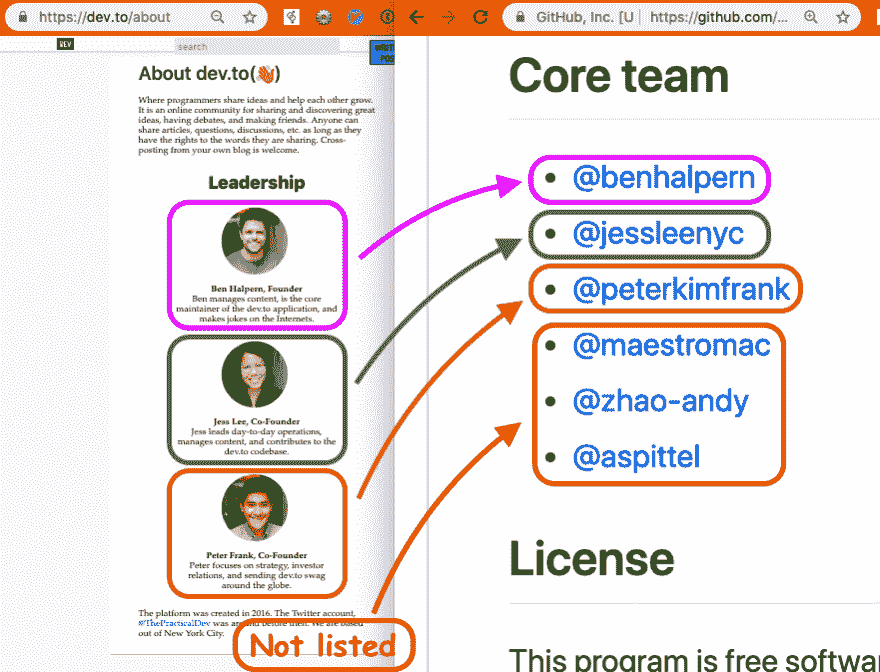 https://dev.to/about
GitHub, Inc. [U
https://github.com/...
DEV
search
About dev.to(👋)
Where programmers share ideas and help each other grow.
It is an online community for sharing and discovering great
ideas, having debates, and making friends. Anyone can
share articles, questions, discussions, etc. as long as they
have the rights to the words they are sharing. Cross-
posting from your own blog is welcome.
Leadership
Ben Halpern, Founder
Ben manages content, is the core
maintainer of the dev.to application, and
makes jokes on the Internets.
Jess Lee, Co-Founder
Jess leads day-to-day operations,
manages content, and contributes to the
dev.to codebase.
Peter Frank, Co-Founder
Peter focuses on strategy, investor
relations, and sending dev.to swag
around the globe.
The platform was created in 2016. The Twitter account,
@ThePracticalDev was around before then. We are based
out of New York City.
Not listed
Core team
@benhalpern
@jessleenyc
@peterkimfrank
@maestromac
@zhao-andy
@aspittel
License
This program is free softwa